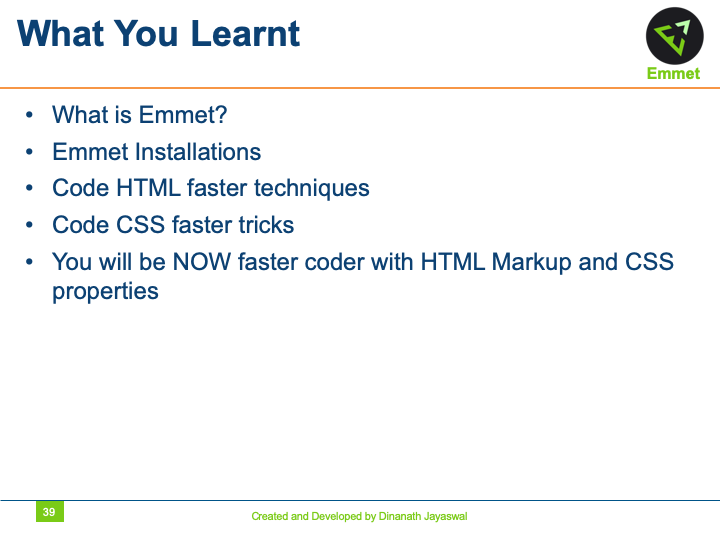 What You Learnt
Emmet
• What is Emmet?
• Emmet Installations
• Code HTML faster techniques
• Code CSS faster tricks
• You will be NOW faster coder with HTML Markup and CSS
properties
39
Created and Developed by Dinanath Jayaswal